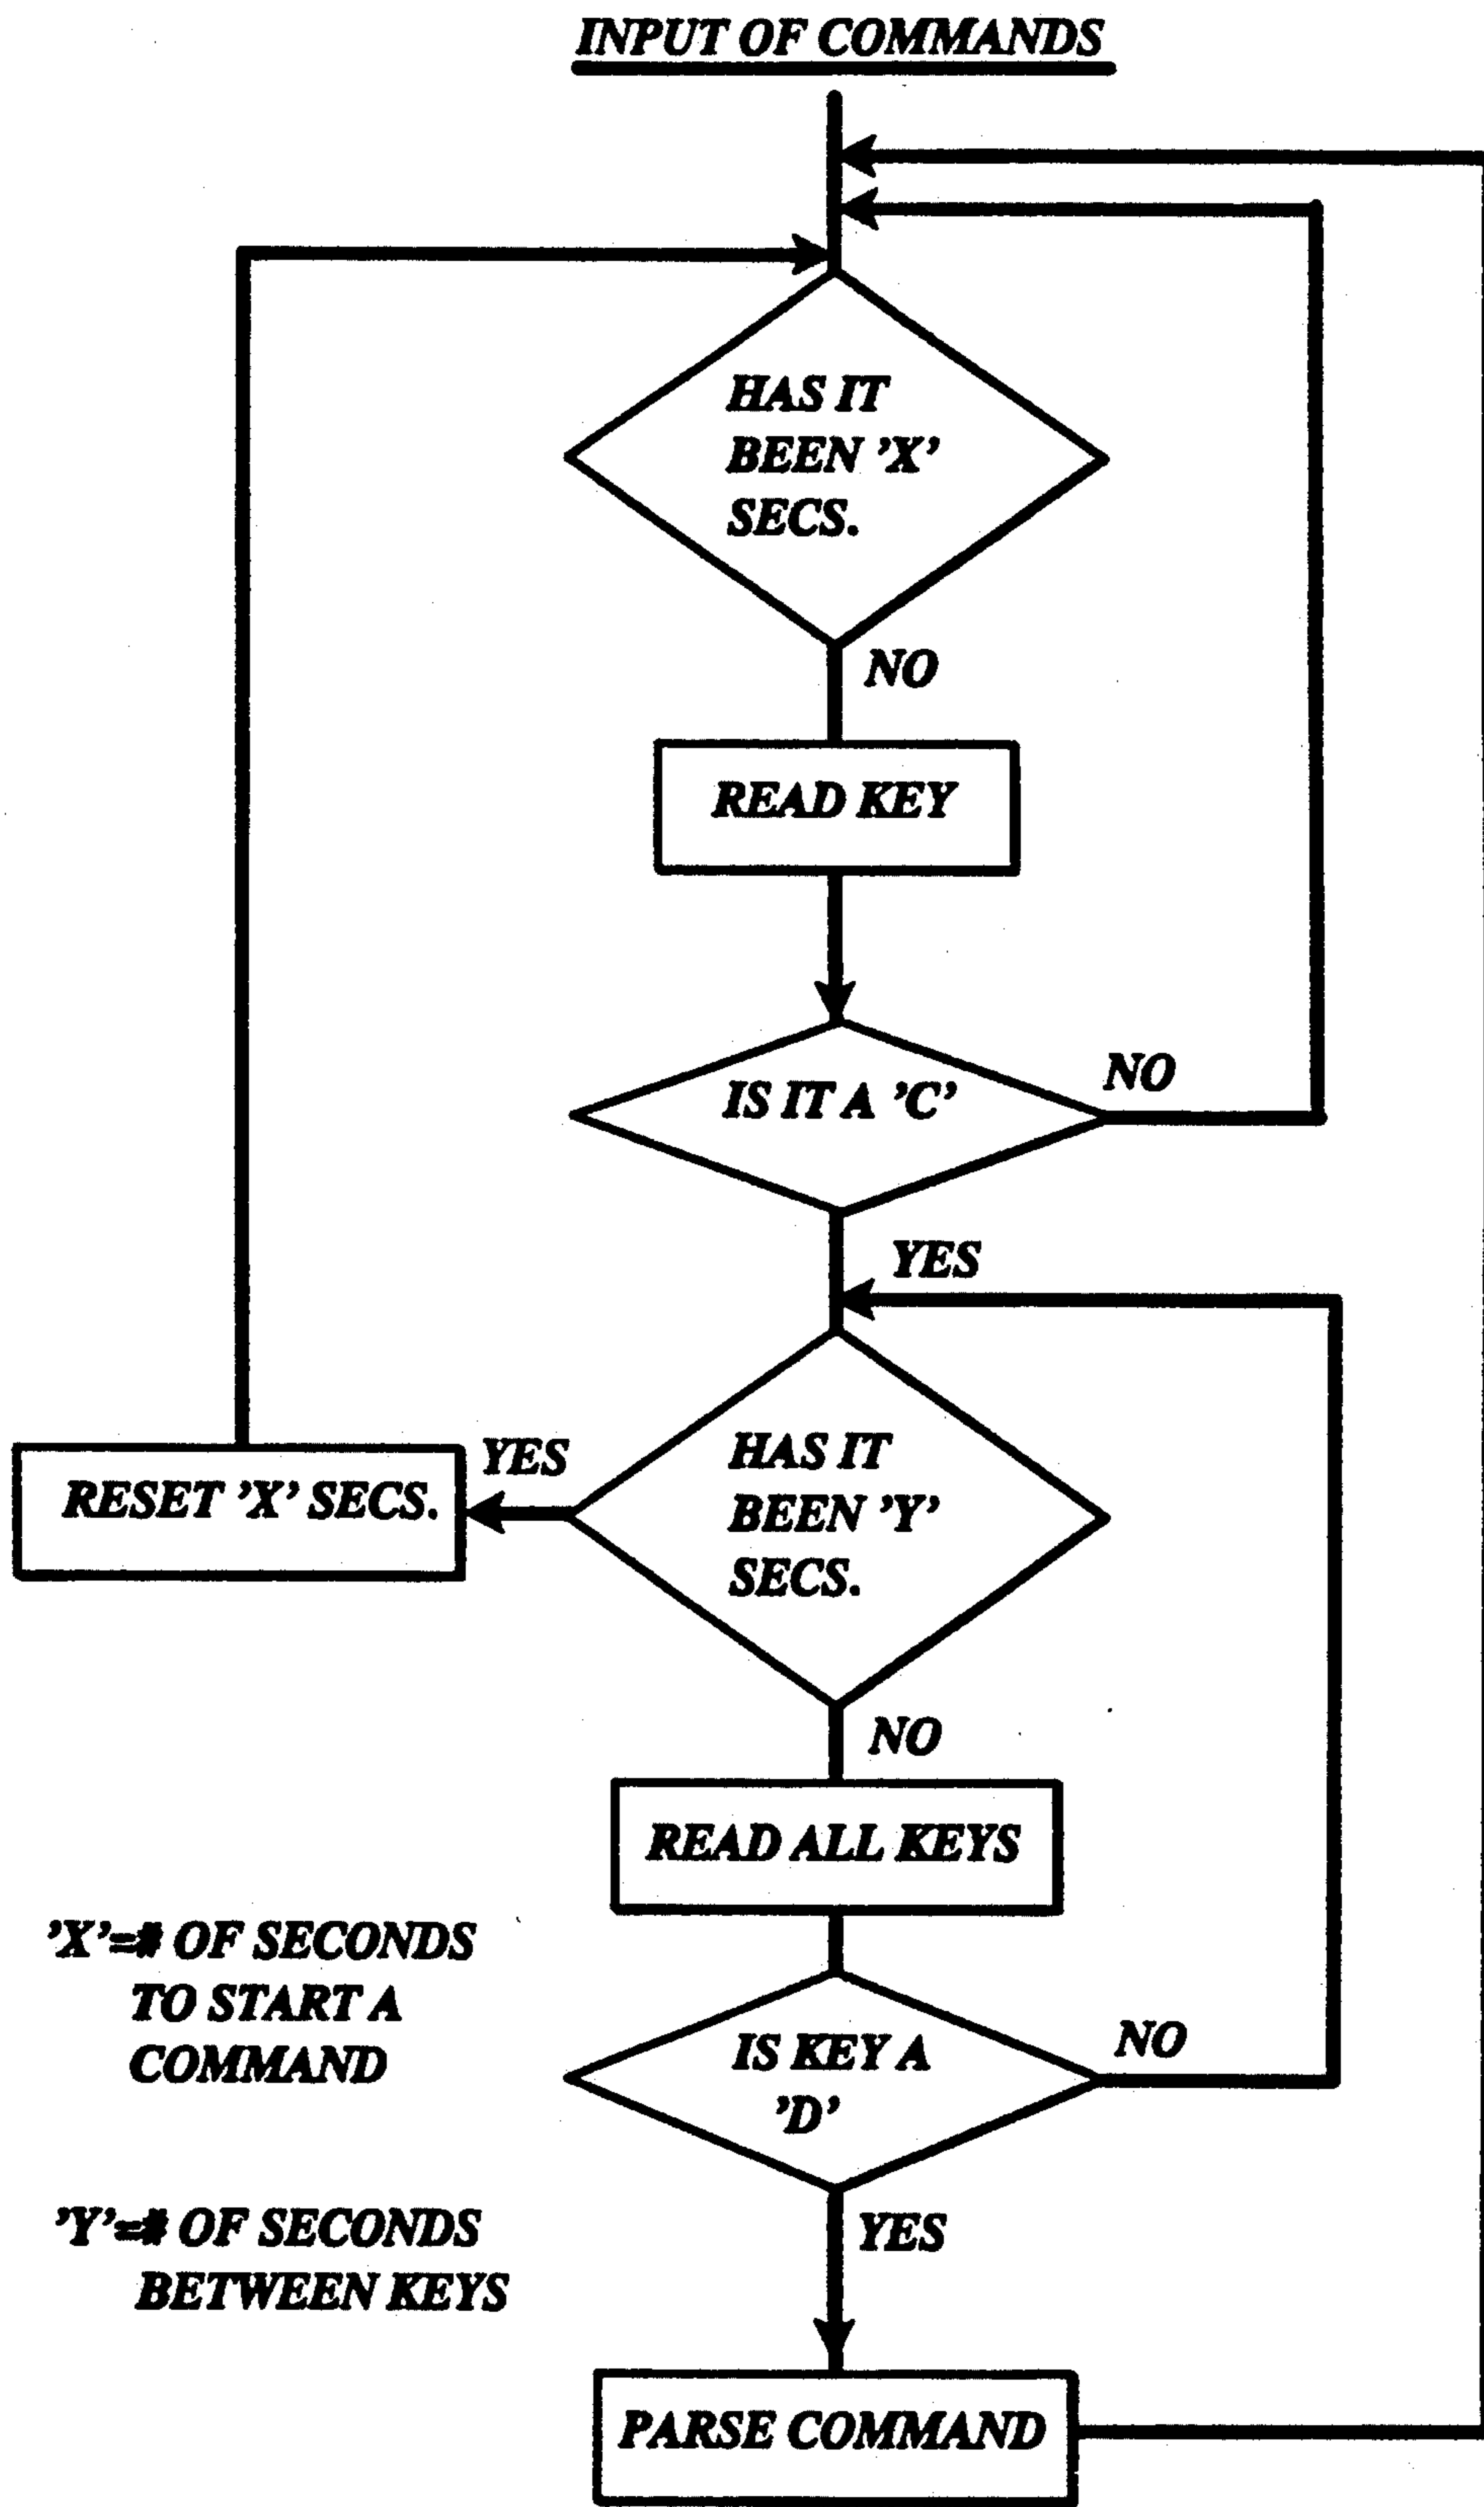 INPUT OF COMMANDS
HAS IT
BEEN 'X'
SECS.
NO
READ KEY
IS IT A 'C'
NO
YES
HAS IT
BEEN 'Y'
SECS.
YES
RESET 'X' SECS.
NO
READ ALL KEYS
'X'=# OF SECONDS
TO START A
COMMAND
IS KEY A
'D'
NO
YES
'Y'=# OF SECONDS
BETWEEN KEYS
PARSE COMMAND